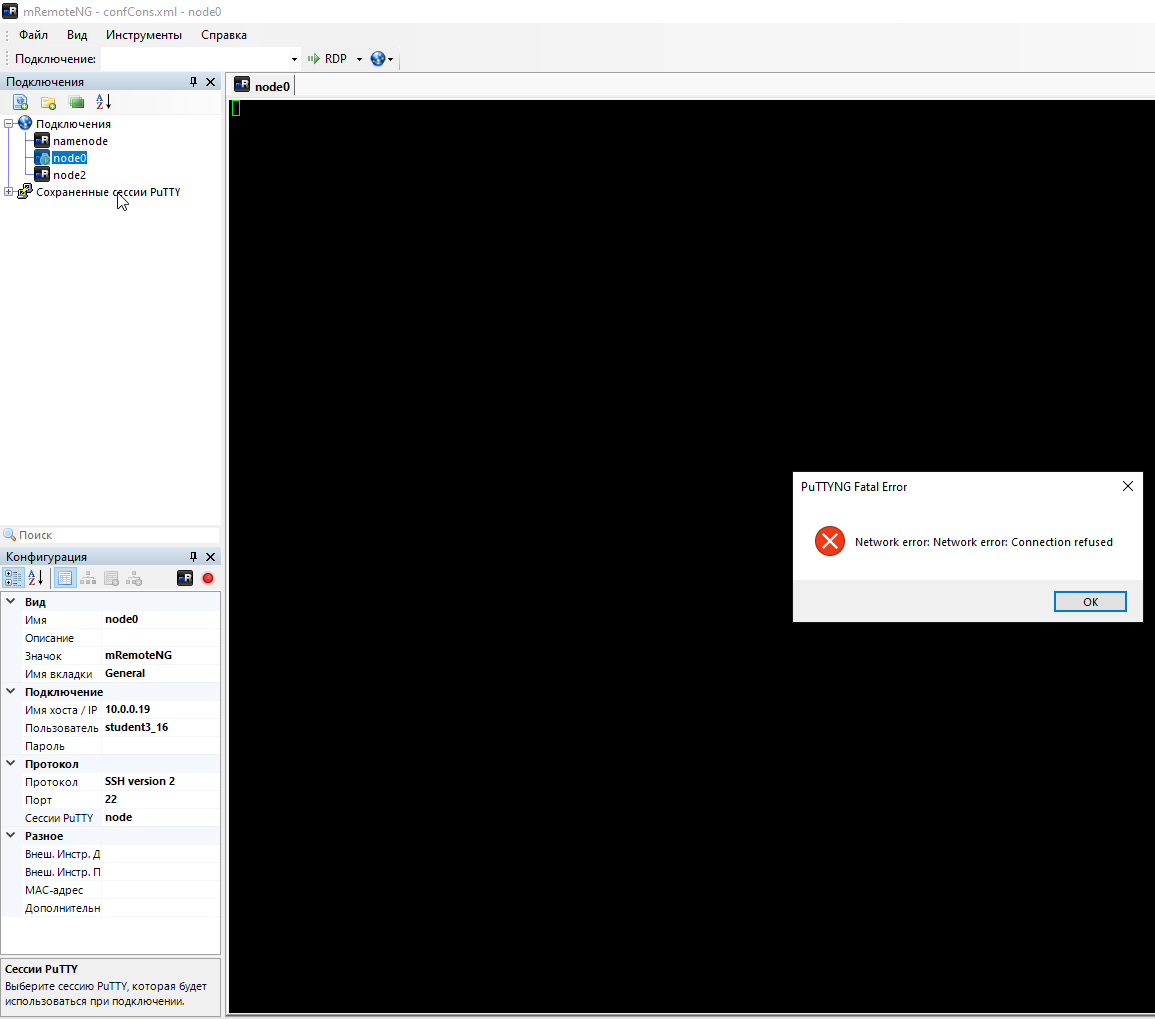 mRemoteNG - confCons.xml - node0
Файл Вид Инструменты Справка
Подключение: RDP
Подключения
node0
Подключения
namenode
node0
node2
Сохраненные сессии PuTTY
PuTTYNG Fatal Error
Network error: Network error: Connection refused
OK
Поиск
Конфигурация
Вид
Имя node0
Описание
Значок mRemoteNG
Имя вкладки General
Подключение
Имя хоста / IP 10.0.0.19
Пользователь student3_16
Пароль
Протокол
Протокол SSH version 2
Порт 22
Сессии PuTTY node
Разное
Внеш. Инстр. Д
Внеш. Инстр. П
MAC-адрес
Дополнительн
Сессии PuTTY
Выберите сессию PuTTY, которая будет
использоваться при подключении.